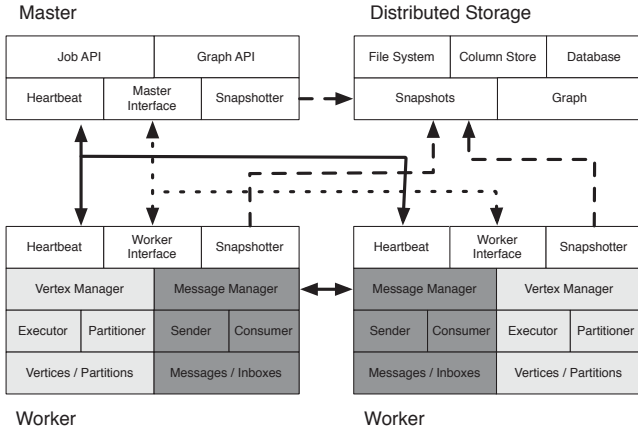 Master
Distributed Storage
Job API
Graph API
File System
Column Store
Database
Heartbeat
Master
Interface
Snapshotter
Snapshots
Graph
Heartbeat
Worker
Interface
Snapshotter
Heartbeat
Worker
Interface
Snapshotter
Vertex Manager
Message Manager
Message Manager
Vertex Manager
Executor
Partitioner
Sender
Consumer
Sender
Consumer
Executor
Partitioner
Vertices / Partitions
Messages / Inboxes
Messages / Inboxes
Vertices / Partitions
Worker
Worker